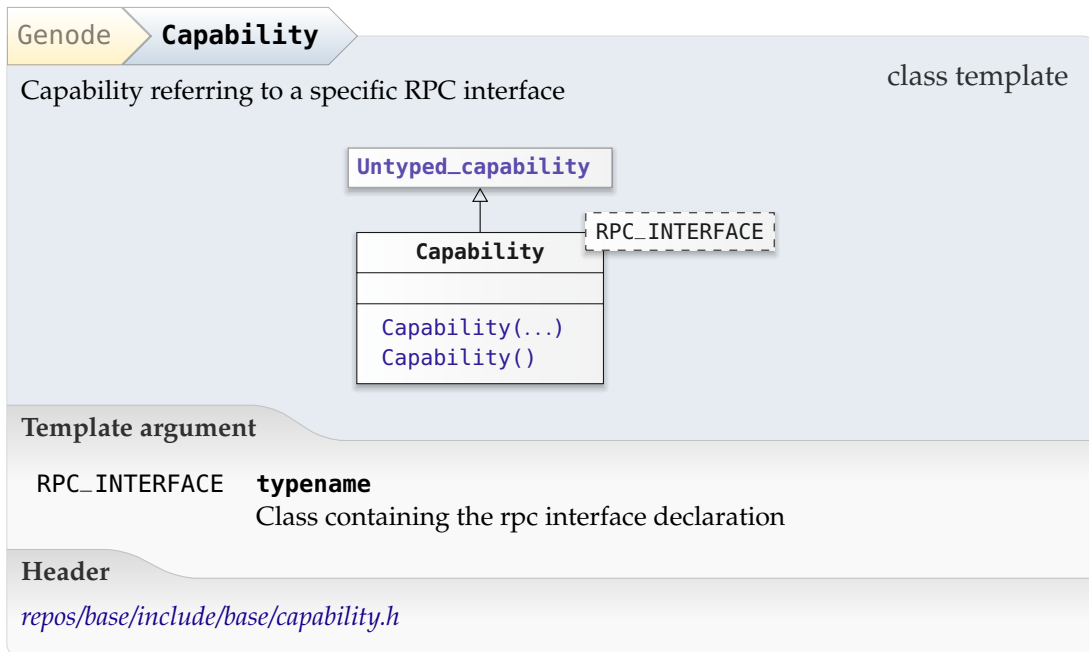 Genode Capability
class template
Capability referring to a specific RPC interface
Untyped_capability
RPC_INTERFACE
Capability
Capability(...)
Capability()
Template argument
RPC_INTERFACE typename
Class containing the rpc interface declaration
Header
repos/base/include/base/capability.h